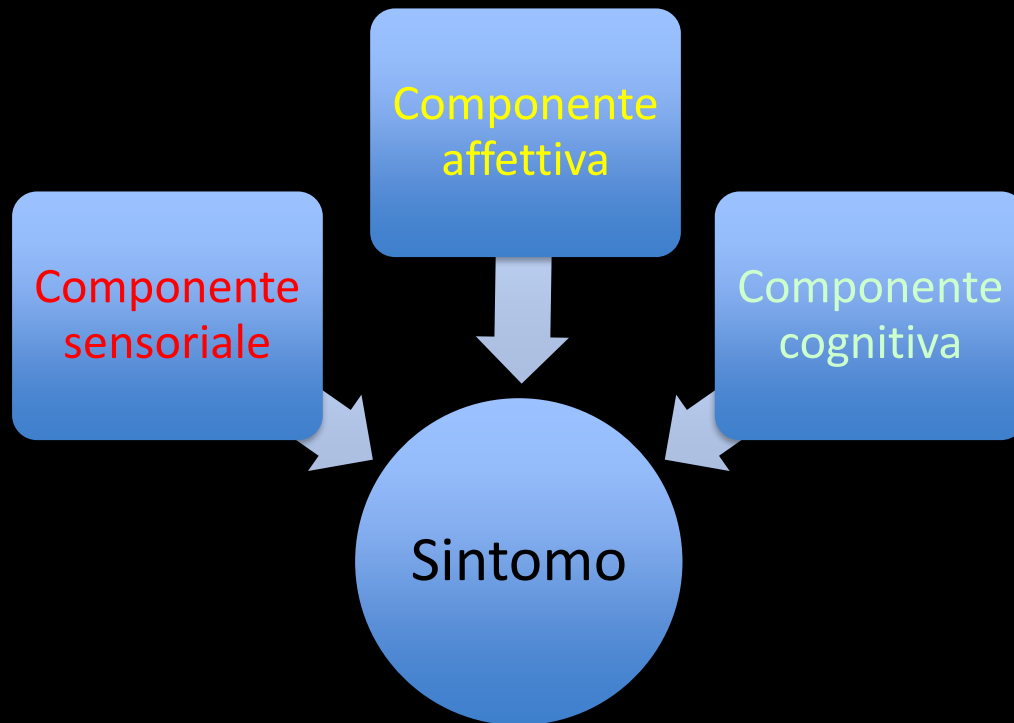 Componente
affettiva
Componente
sensoriale
Componente
cognitiva
Sintomo